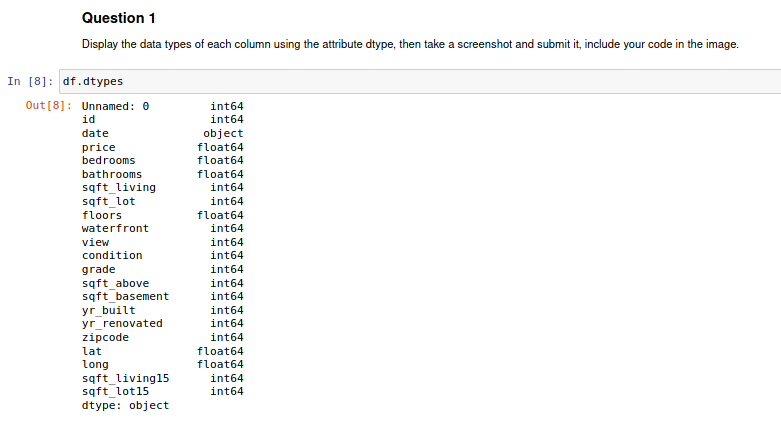 Question 1
Display the data types of each column using the attribute dtype, then take a screenshot and submit it, include your code in the image.
In [8]: df.dtypes
Out[8]: Unnamed: 0 int64
id int64
date object
price float64
bedrooms float64
bathrooms float64
sqft_living int64
sqft_lot int64
floors float64
waterfront int64
view int64
condition int64
grade int64
sqft_above int64
sqft_basement int64
yr_built int64
yr_renovated int64
zipcode int64
lat float64
long float64
sqft_living15 int64
sqft_lot15 int64
dtype: object